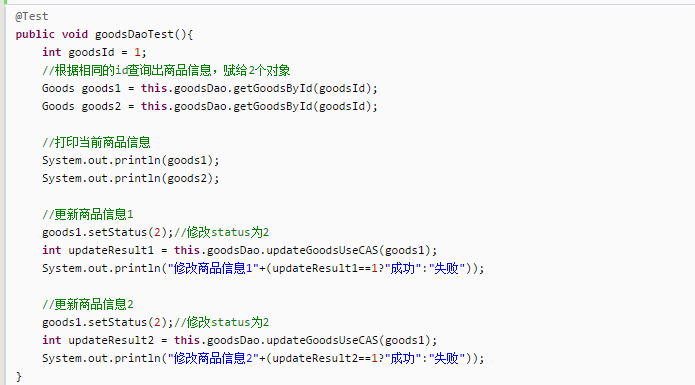 @Test
public void goodsDaoTest(){
int goodsId = 1;
//根据相同的id查询出商品信息，赋给2个对象
Goods goods1 = this.goodsDao.getGoodsById(goodsId);
Goods goods2 = this.goodsDao.getGoodsById(goodsId);
//打印当前商品信息
System.out.println(goods1);
System.out.println(goods2);
//更新商品信息1
goods1.setStatus(2);//修改status为2
int updateResult1 = this.goodsDao.updateGoodsUseCAS(goods1);
System.out.println("修改商品信息1"+(updateResult1==1?"成功":"失败"));
//更新商品信息2
goods1.setStatus(2);//修改status为2
int updateResult2 = this.goodsDao.updateGoodsUseCAS(goods1);
System.out.println("修改商品信息2"+(updateResult2==1?"成功":"失败"));
}